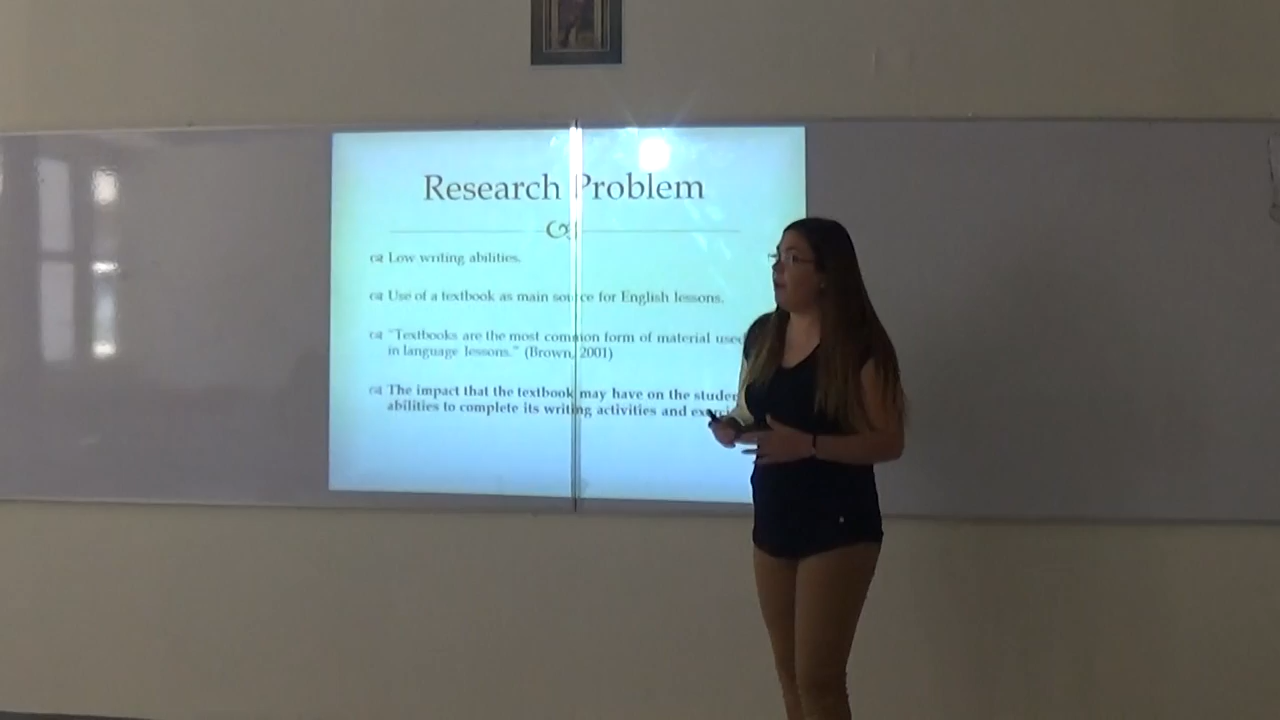 Research Problem
Low writing abilities.
Use of a textbook as main source for English lessons.
"Textbooks are the most common form of material used
in language lessons." (Brown, 2001)
The impact that the textbook may have on the
abilities to complete its writing activities and